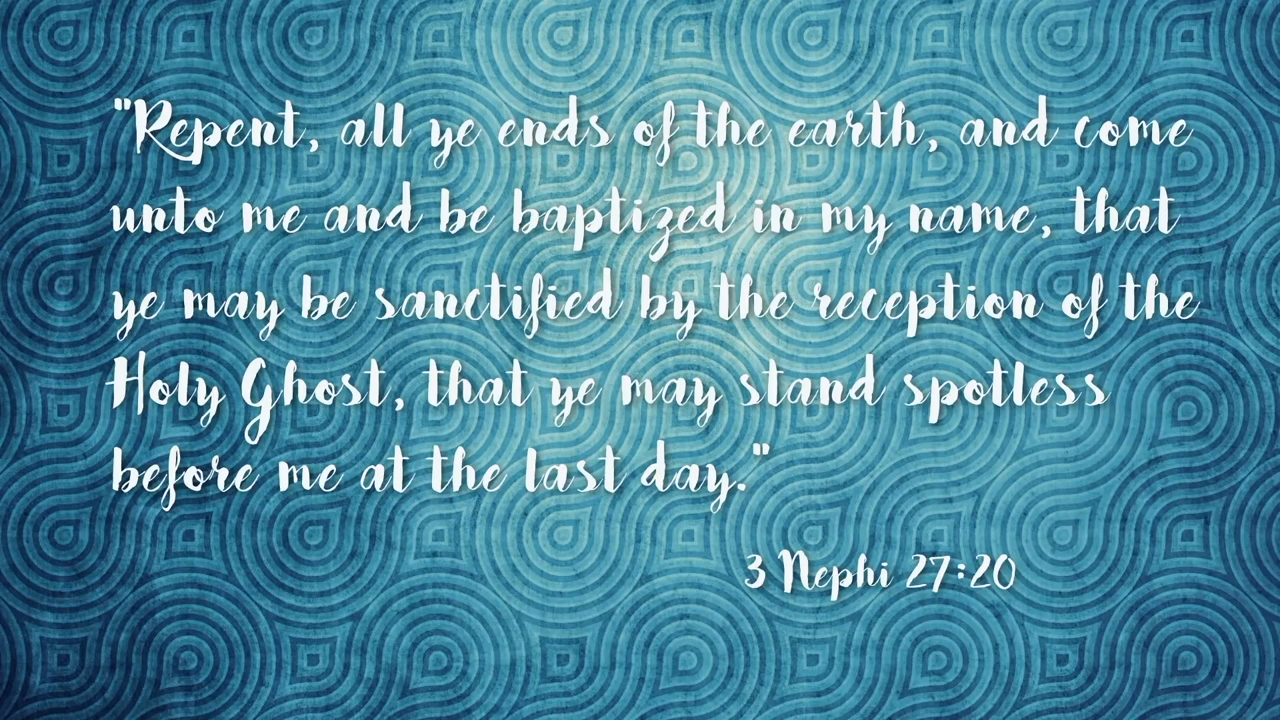 "Repent, all ye ends of the earth, and come
unto me and be baptized in my name, that
ye may be sanctified by the reception of the
Holy Ghost, that ye may stand spotless
before me at the last day."
3 Nephi 27:20